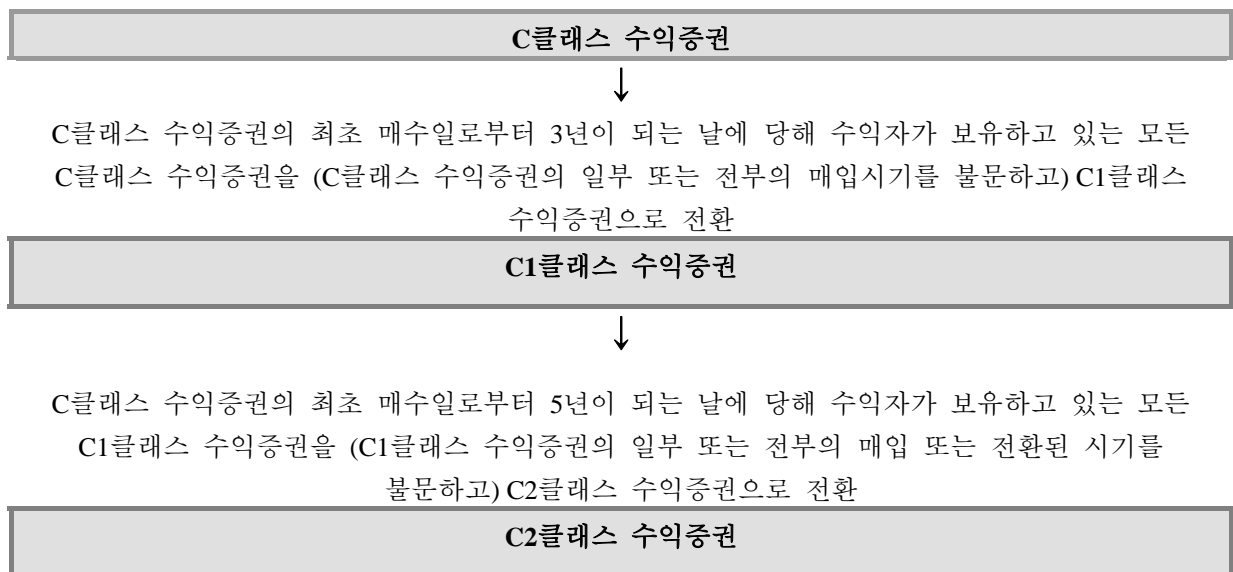 C클래스 수익증권
↓
C클래스 수익증권의 최초 매수일로부터 3년이 되는 날에 당해 수익자가 보유하고 있는 모든
C클래스 수익증권을 (C클래스 수익증권의 일부 또는 전부의 매입시기를 불문하고) C1클래스
수익증권으로 전환
C1클래스 수익증권
↓
C클래스 수익증권의 최초 매수일로부터 5년이 되는 날에 당해 수익자가 보유하고 있는 모든
C1클래스 수익증권을 (C1클래스 수익증권의 일부 또는 전부의 매입 또는 전환된 시기를
불문하고) C2클래스 수익증권으로 전환
C2클래스 수익증권